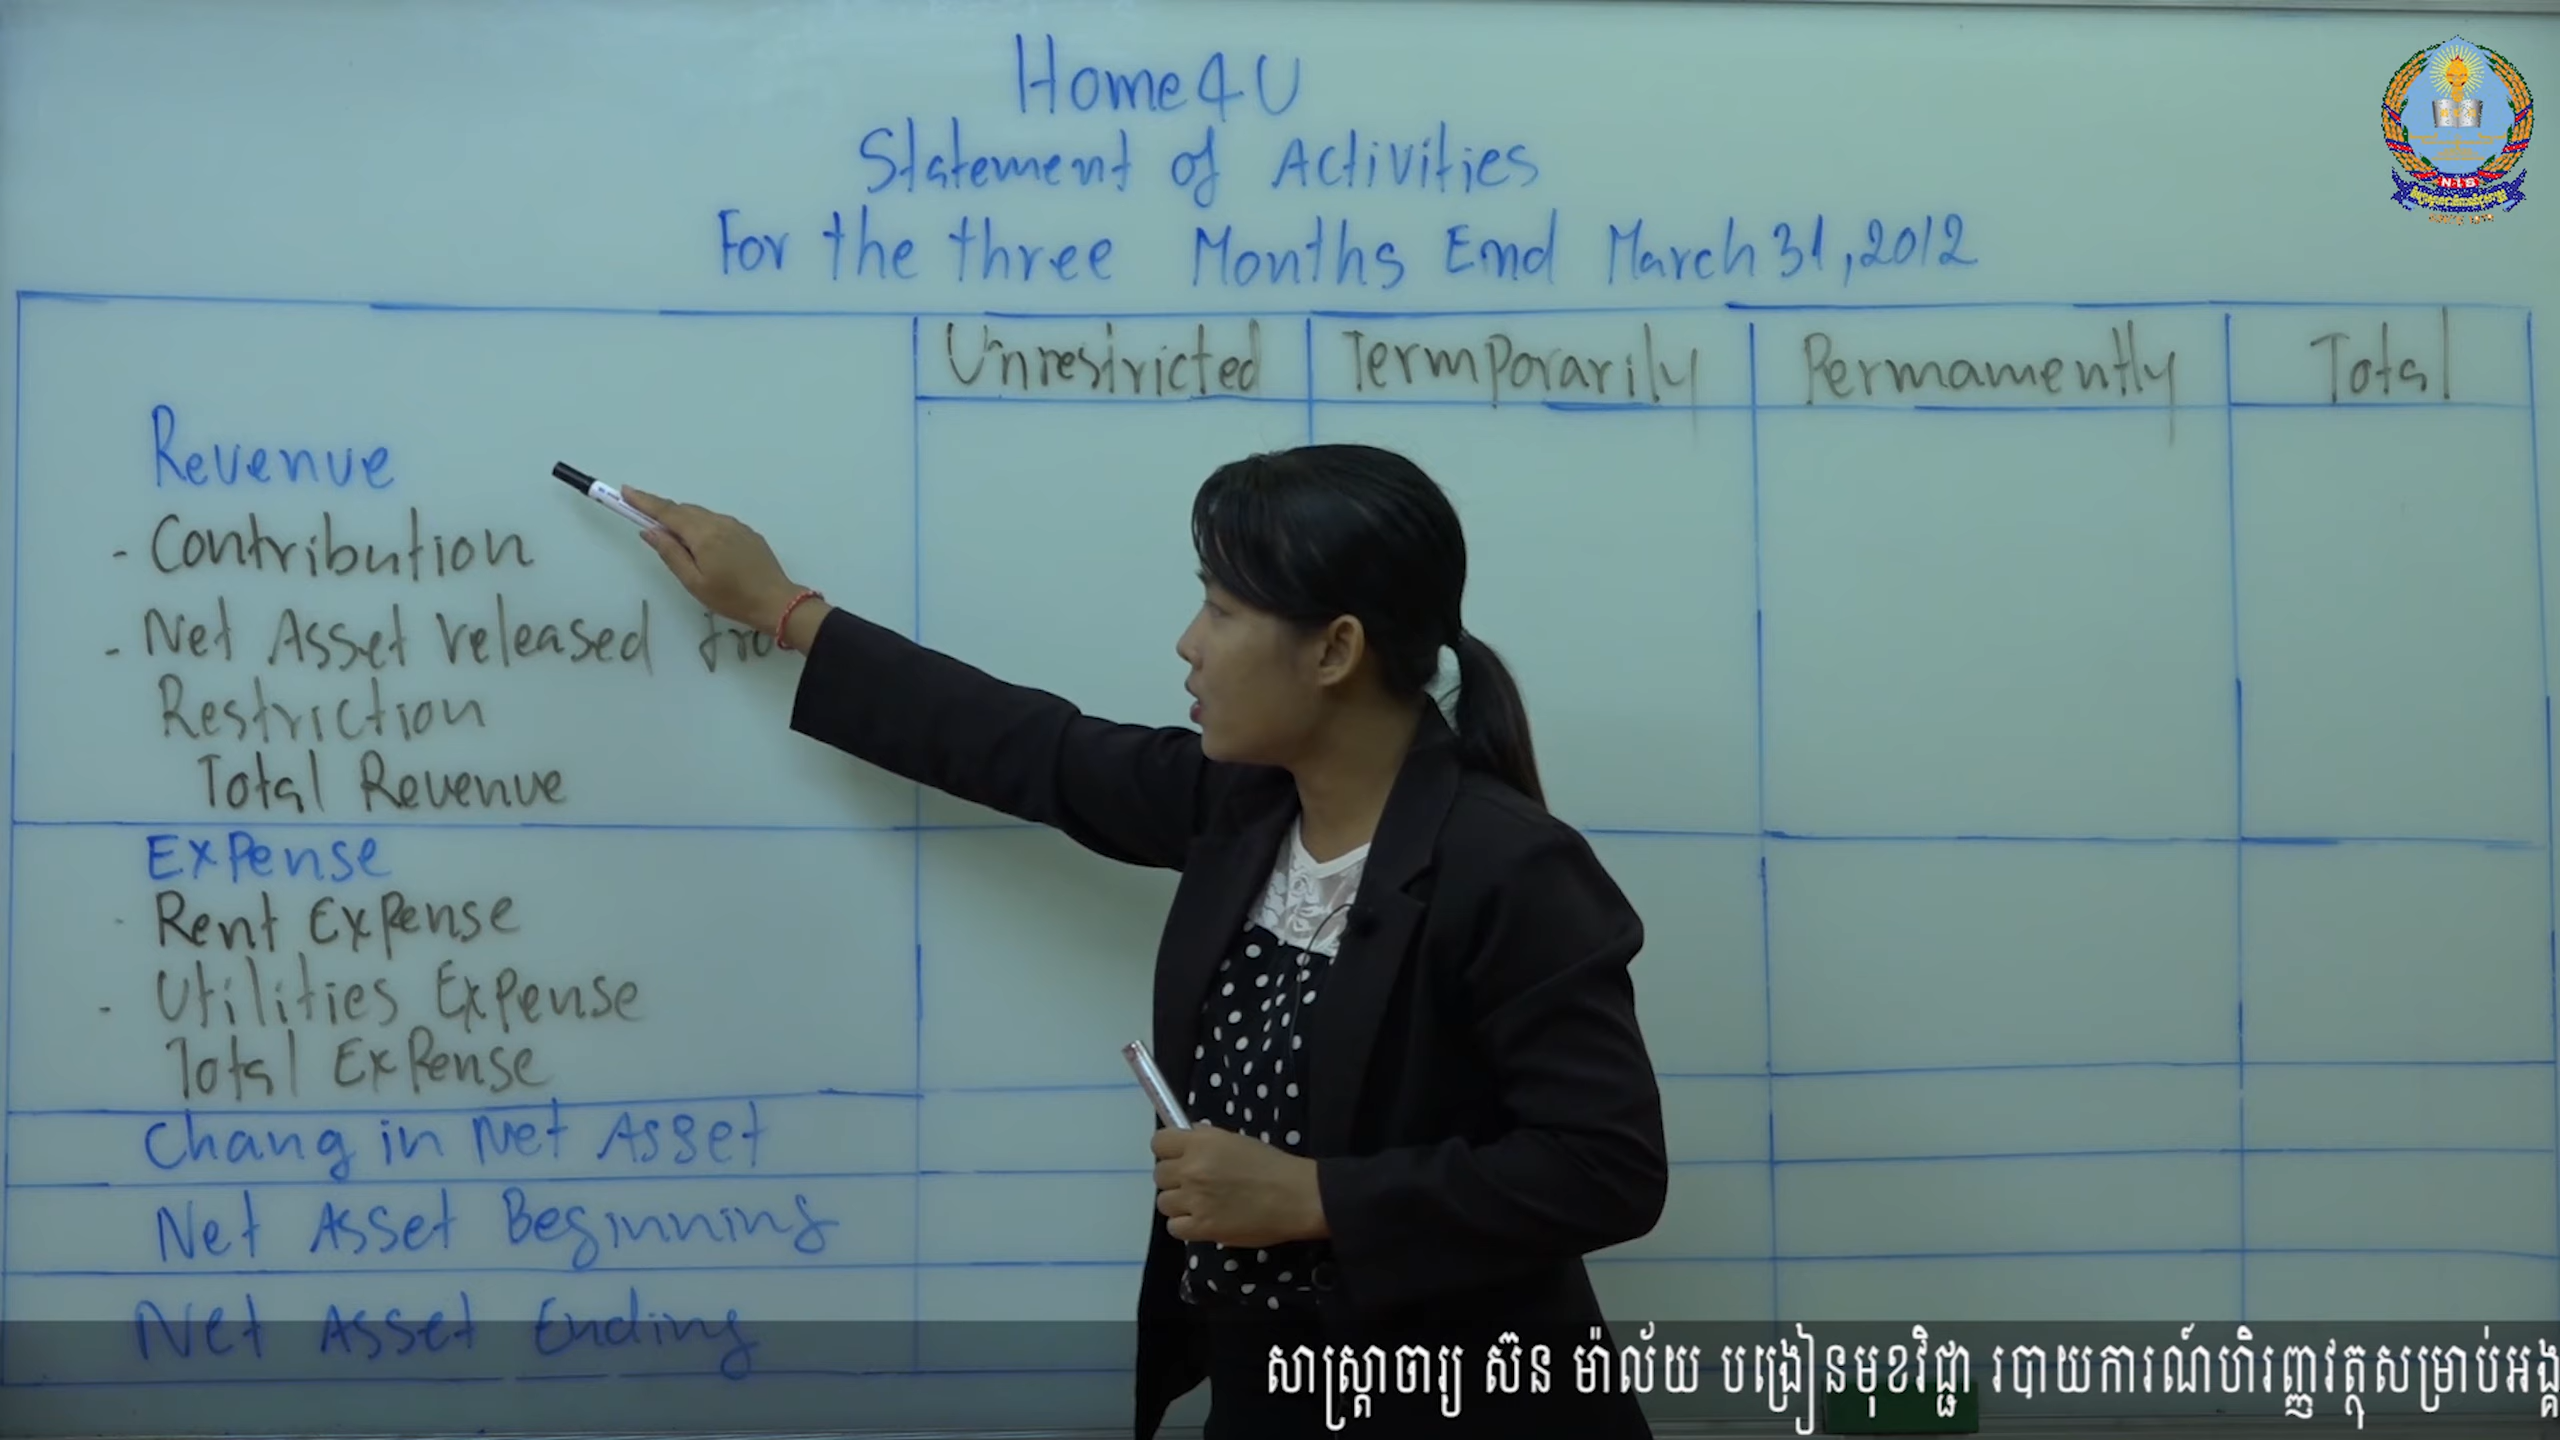 Home4U
Statement of Activities
For the three Months End March 31, 2012
Unrestricted Termporarily Permamently Total
Revenue
- Contribution
- Net Asset released fro
Restriction
Total Revenue
Expense
- Rent Expense
- Utilities Expense
Total Expense
Chang in Net Asset
Net Asset Beginning
Net Asset Ending
សាស្ត្រាចារ្យ ស៊ន ម៉ាល័យ បង្រៀនមុខវិជ្ជា របាយការណ៍ហិរញ្ញវត្ថុសម្រាប់អង្គ
N I B